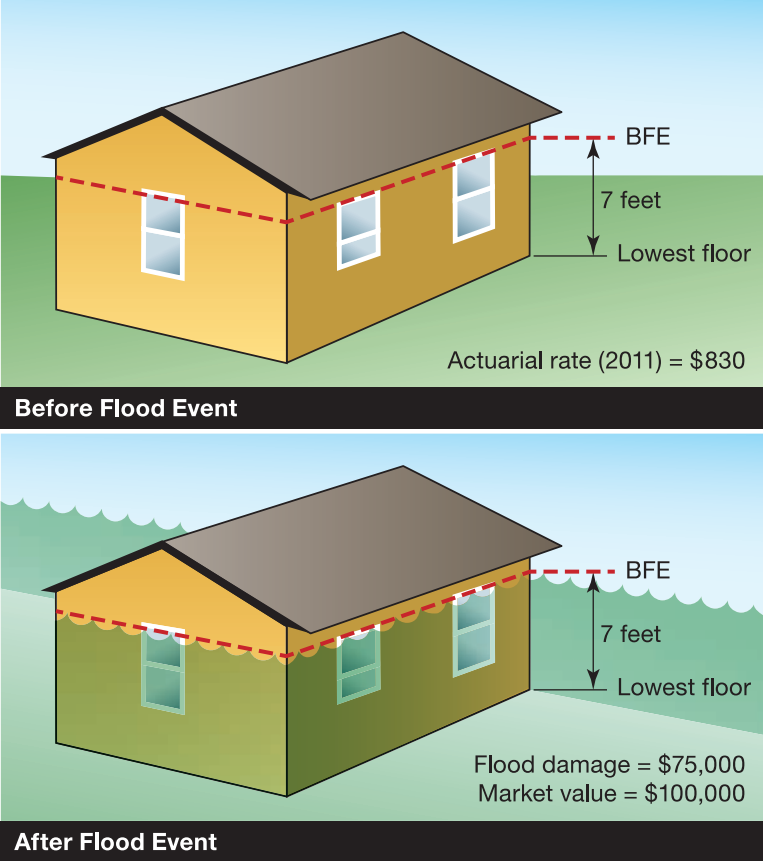 BFE
7 feet
Lowest floor
Actuarial rate (2011) = $830
Before Flood Event
BFE
7 feet
Lowest floor
Flood damage = $75,000
Market value = $100,000
After Flood Event